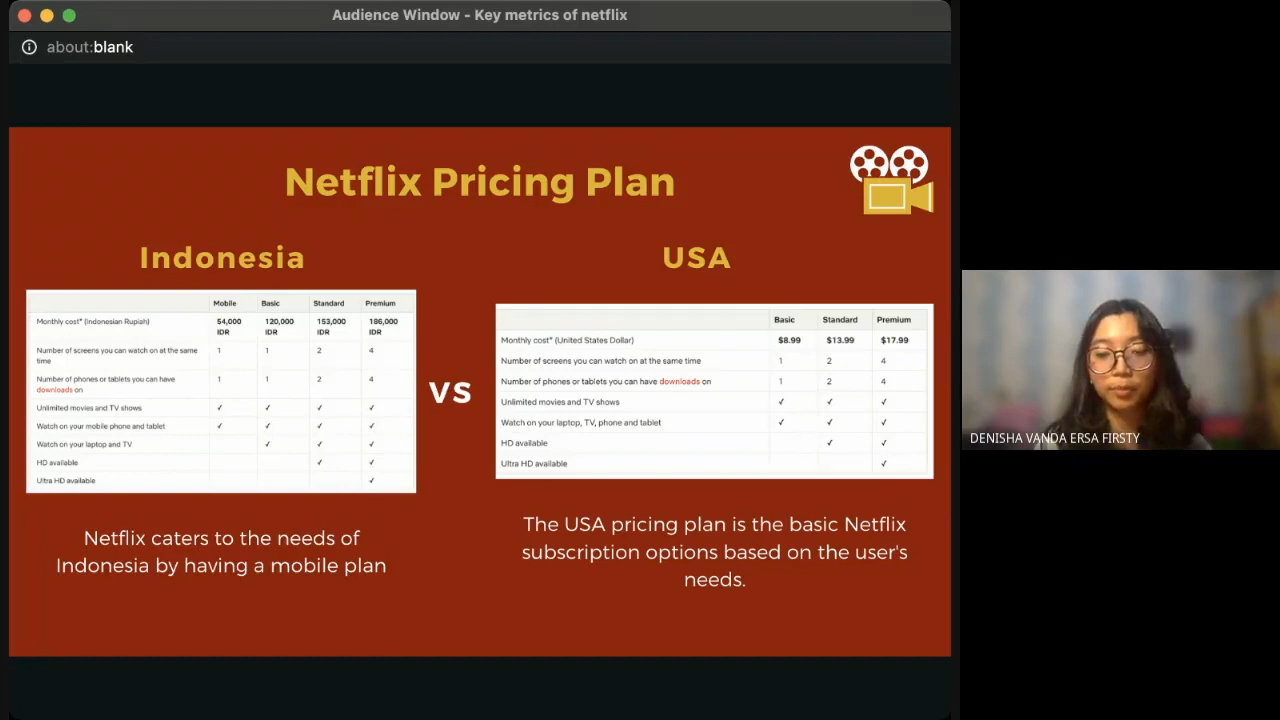 Audience Window - Key metrics of netflix
about:blank
Netflix Pricing Plan
Indonesia
Mobile Basic Standard Premium
Monthly cost* (Indonesian Rupiah) 54,000 120,000 153,000 186,000
IDR IDR IDR IDR
Number of screens you can watch on at the same 1 1 2 4
time
Number of phones or tablets you can have 1 1 2 4
downloads on
Unlimited movies and TV shows ✓ ✓ ✓ ✓
Watch on your mobile phone and tablet ✓ ✓ ✓ ✓
Watch on your laptop and TV ✓ ✓ ✓
HD available ✓ ✓
Ultra HD available ✓
Netflix caters to the needs of
Indonesia by having a mobile plan
VS
USA
Basic Standard Premium
Monthly cost* (United States Dollar) $8.99 $13.99 $17.99
Number of screens you can watch on at the same time 1 2 4
Number of phones or tablets you can have downloads on 1 2 4
Unlimited movies and TV shows ✓ ✓ ✓
Watch on your laptop, TV, phone and tablet ✓ ✓ ✓
HD available ✓ ✓
Ultra HD available ✓
The USA pricing plan is the basic Netflix
subscription options based on the user's
needs.
DENISHA VANDA ERSA FIRSTY